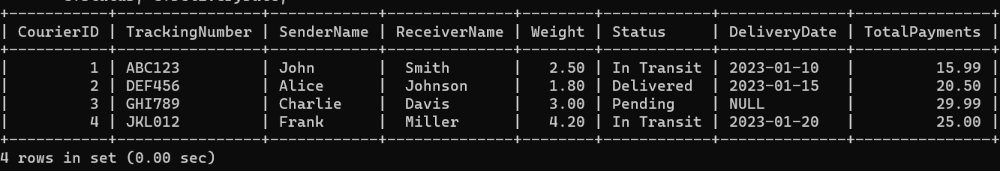 +-----------+----------------+-------------+--------------+--------+------------+--------------+---------------+
| CourierID | TrackingNumber | SenderName | ReceiverName | Weight | Status | DeliveryDate | TotalPayments |
+-----------+----------------+-------------+--------------+--------+------------+--------------+---------------+
| 1 | ABC123 | John | Smith | 2.50 | In Transit | 2023-01-10 | 15.99 |
| 2 | DEF456 | Alice | Johnson | 1.80 | Delivered | 2023-01-15 | 20.50 |
| 3 | GHI789 | Charlie | Davis | 3.00 | Pending | NULL | 29.99 |
| 4 | JKL012 | Frank | Miller | 4.20 | In Transit | 2023-01-20 | 25.00 |
+-----------+----------------+-------------+--------------+--------+------------+--------------+---------------+
4 rows in set (0.00 sec)